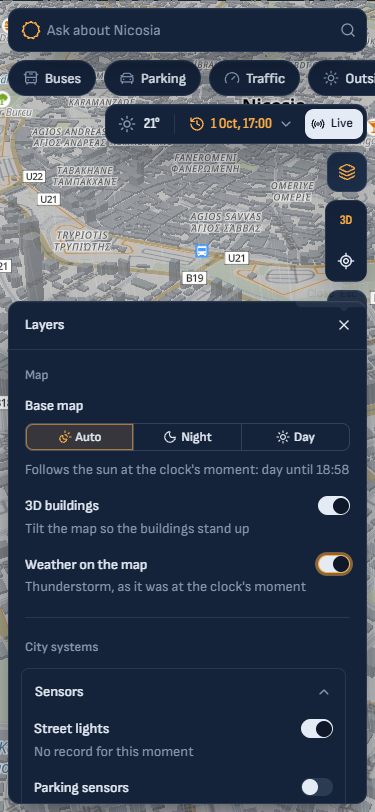 Ask about Nicosia
Buses
Parking
Traffic
Outsi
KARAMANZADE
Nicosia
Burcu
21°
1 Oct, 17:00
Live
AGIOS ANDREAS
FANEROMENI
ΦΑΝΕΡΩΜΕΝΗ
TABAKHANE
ΤΑΜΠΑΚΧΑΝΕ
U22
3D
OMERIYE
ΟΜΕΡΙΕ
U21
AGIOS SAVVAS
ΑΓΙΟΣ ΣΑΒΒΑΣ
TRYPIOTIS
ΤΡΥΠΙΩΤΗΣ
U21
21
B19
Layers
Map
Base map
Auto
Night
Day
Follows the sun at the clock's moment: day until 18:58
3D buildings
Tilt the map so the buildings stand up
Weather on the map
Thunderstorm, as it was at the clock's moment
City systems
Sensors
Street lights
No record for this moment
Parking sensors